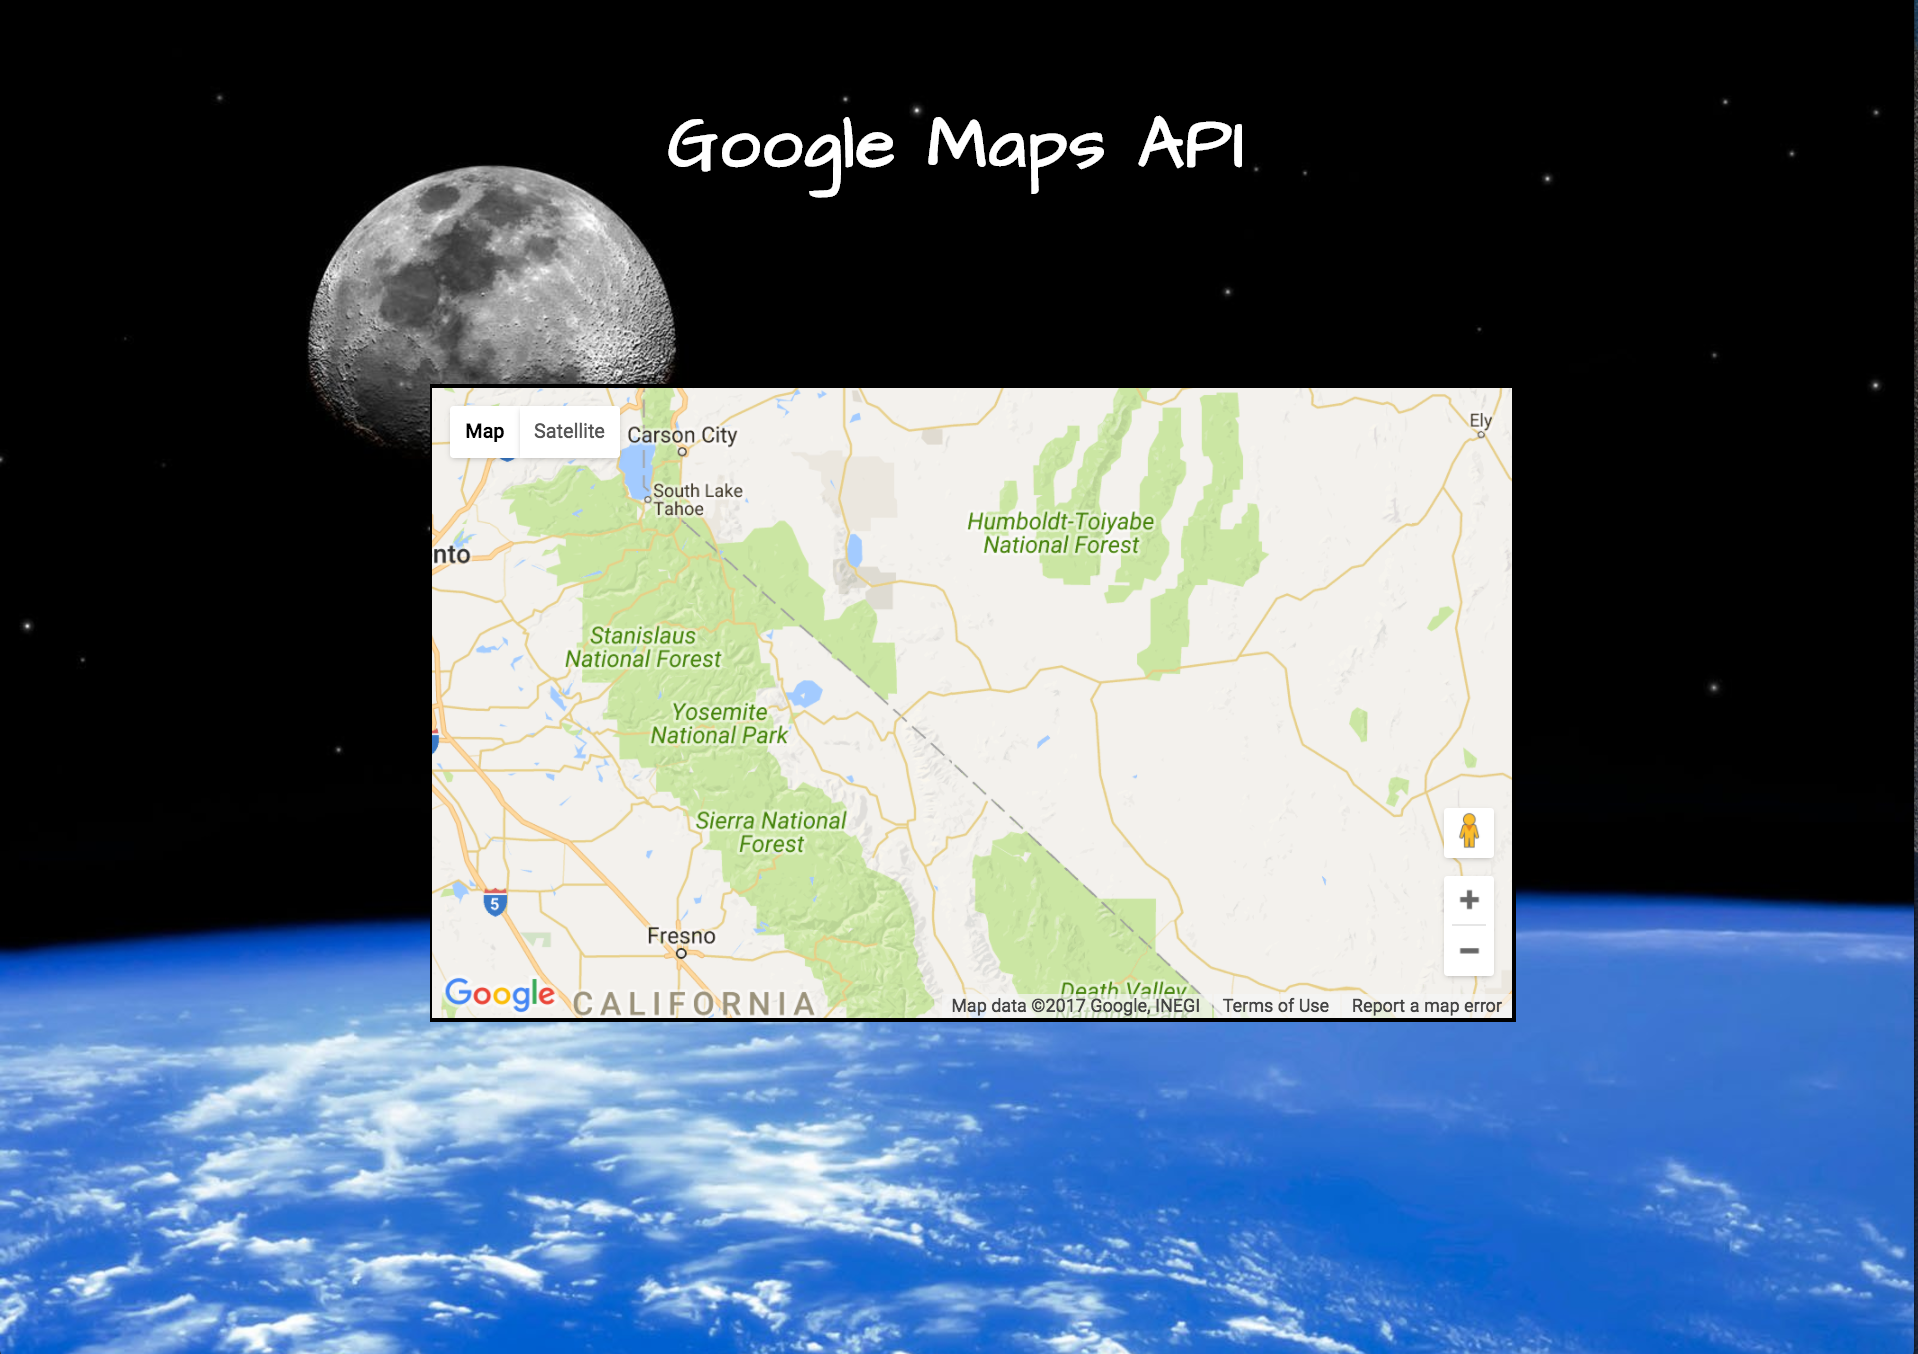 Google Maps API
Map Satellite
Carson City
Ely
South Lake
Tahoe
Humboldt-Toiyabe
National Forest
nto
Stanislaus
National Forest
Yosemite
National Park
Sierra National
Forest
5
Fresno
Death Valley
National Park
Google
CALIFORNIA
Map data ©2017 Google, INEGI Terms of Use Report a map error